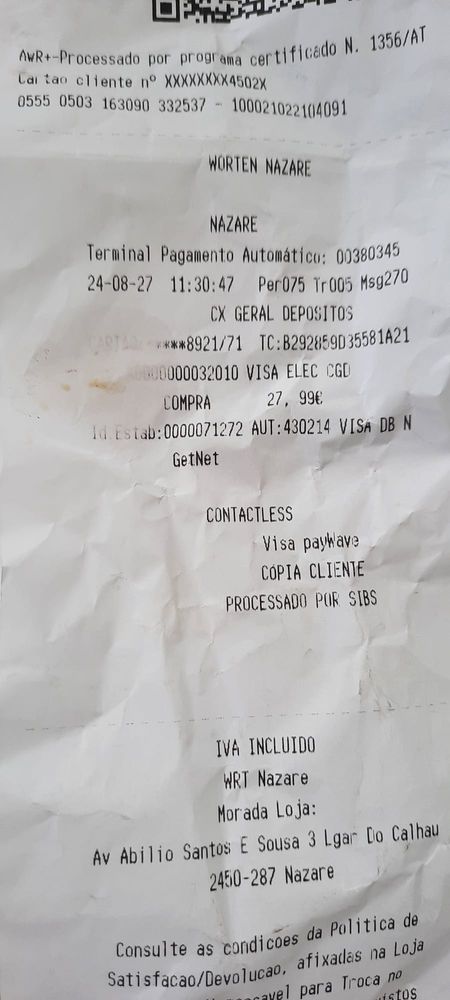 AwR+-Processado por programa certificado N. 1356/AT
Cartao cliente nº XXXXXXXX4502X
0555 0503 163090 332537 - 100021022104091
WORTEN NAZARE
NAZARE
Terminal Pagamento Automático: 00380345
24-08-27 11:30:47 Per075 Tr005 Msg270
CX GERAL DEPOSITOS
****8921/71 TC:B292859D35581A21
0000000032010 VISA ELEC CGD
COMPRA 27, 99€
Id.Estab:0000071272 AUT:430214 VISA DB N
GetNet
CONTACTLESS
Visa payWave
COPIA CLIENTE
PROCESSADO POR SIBS
IVA INCLUIDO
WRT Nazare
Morada Loja:
Av Abilio Santos E Sousa 3 Lgar Do Calhau
2450-287 Nazare
Consulte as condicoes da Politica de
Satisfacao/Devolucao, afixadas na Loja
para Troca no